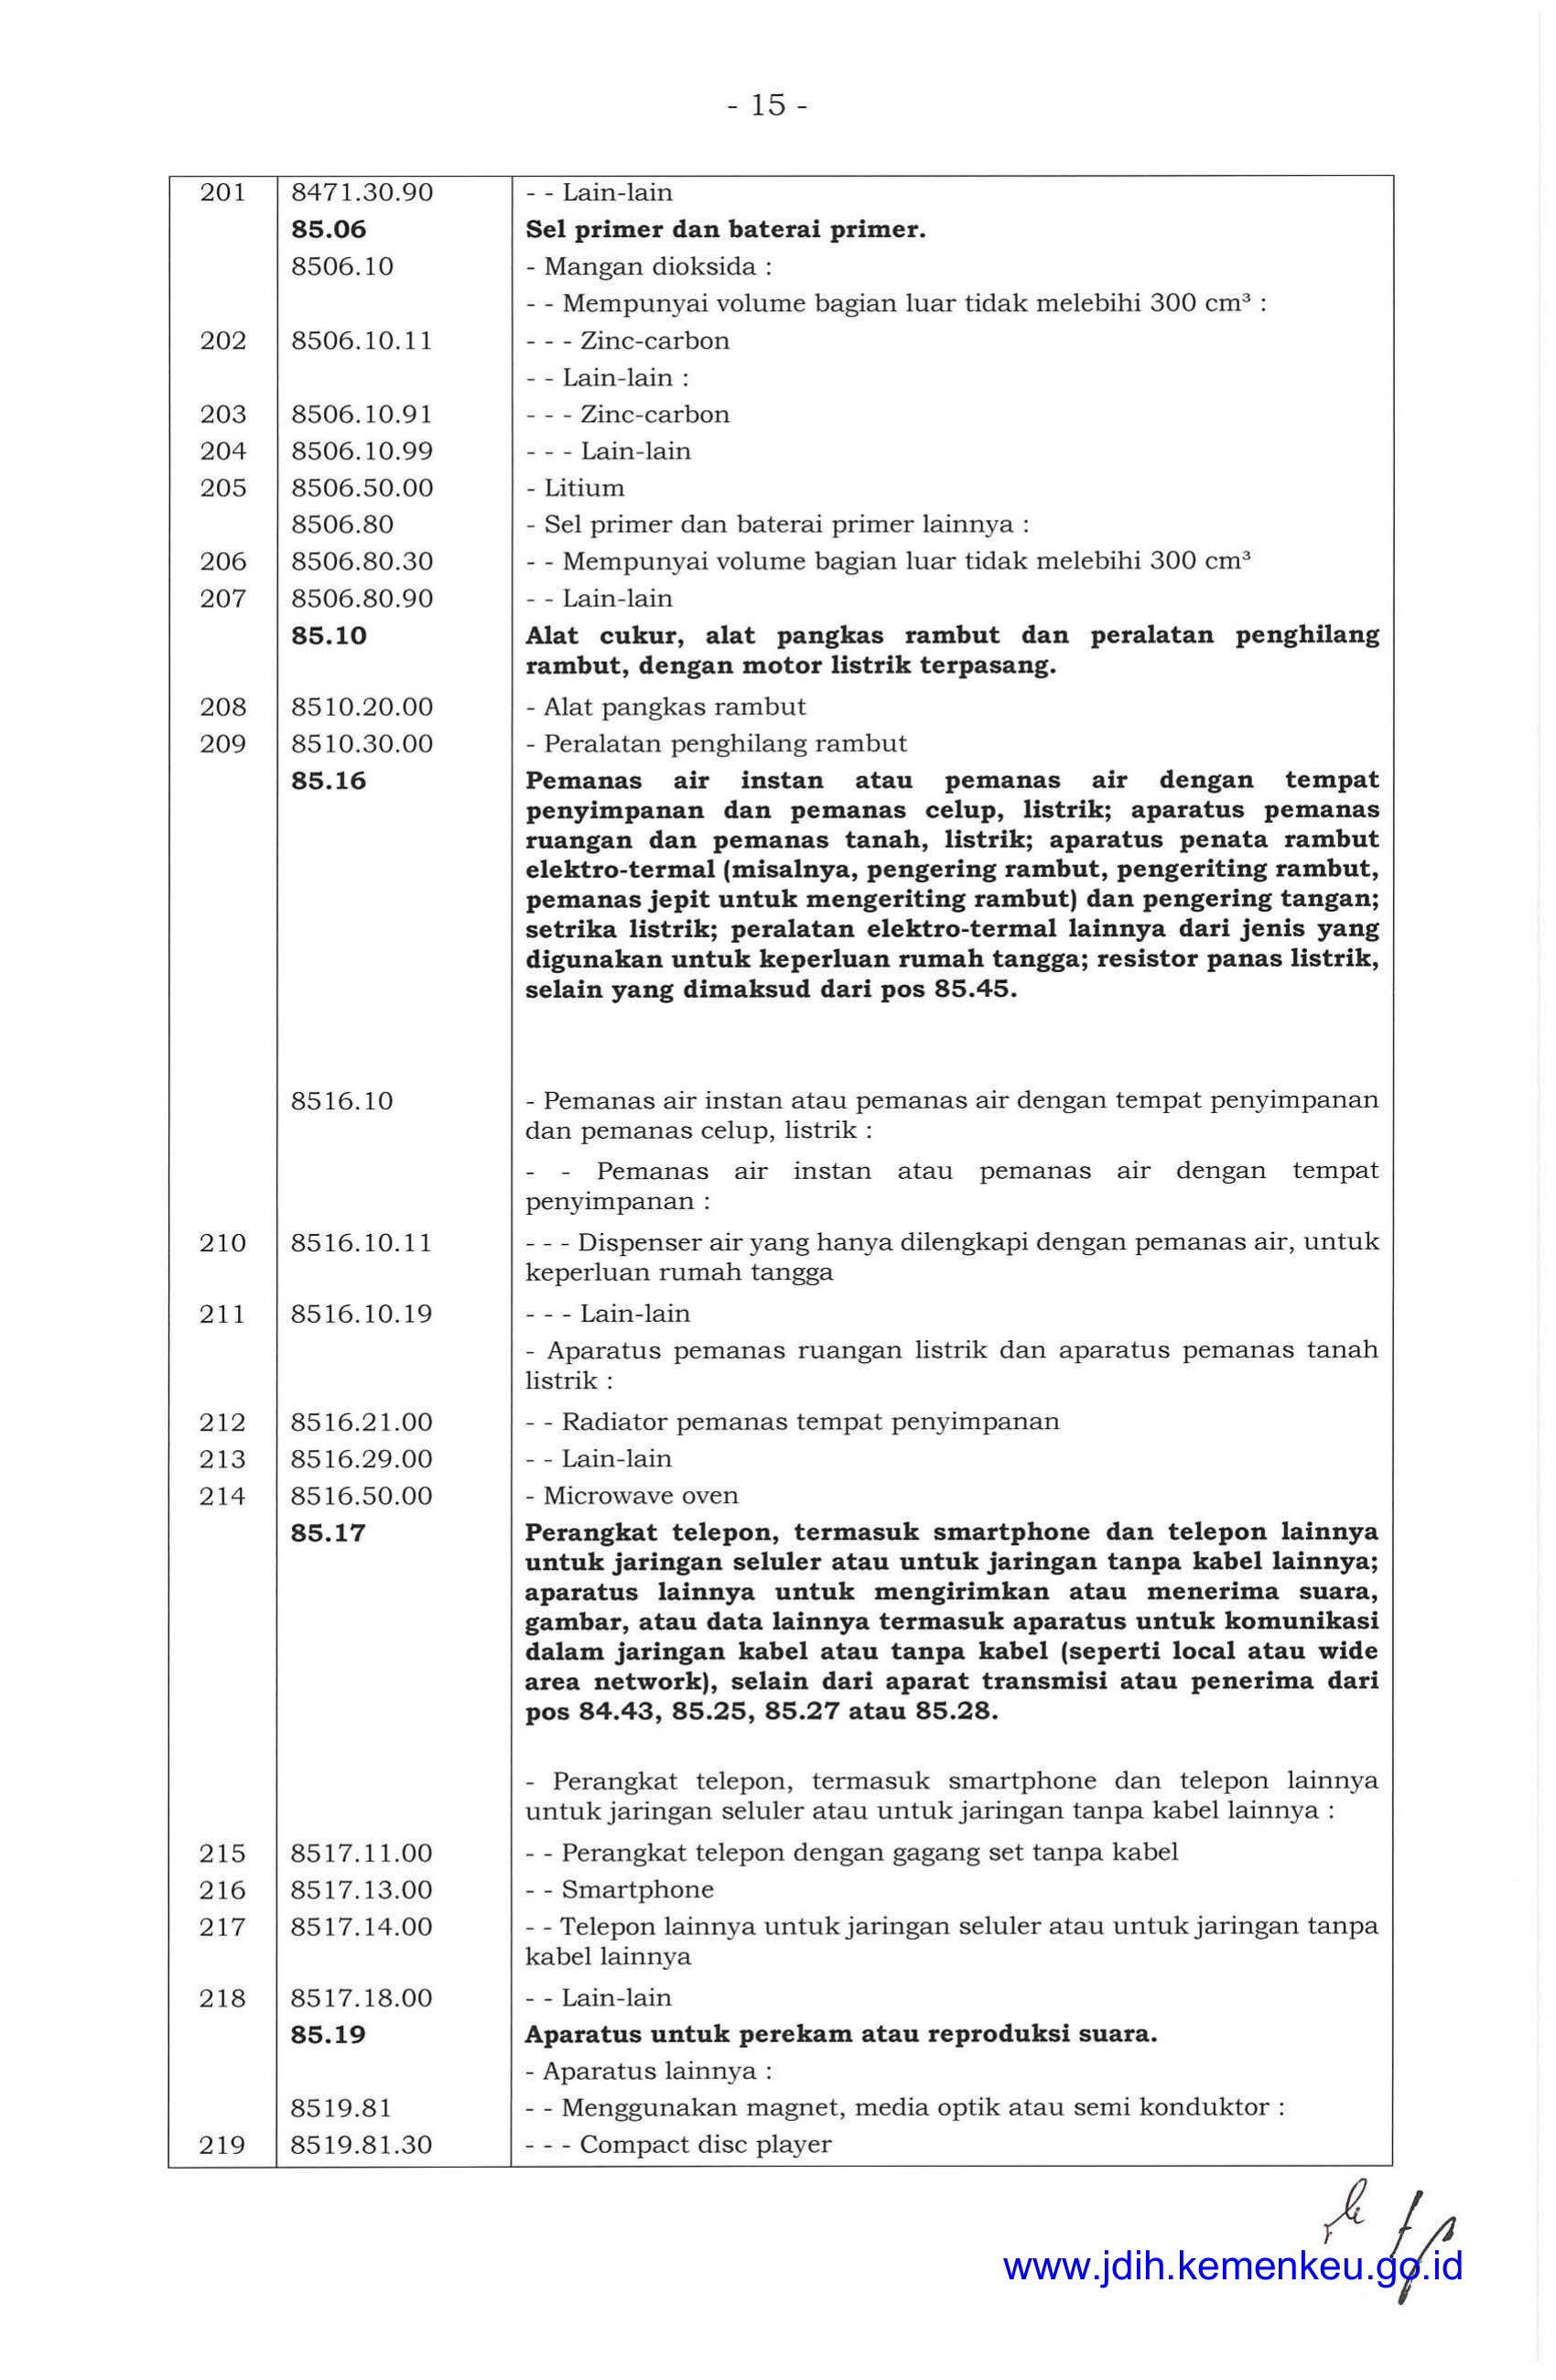 - 15 -
201 8471.30.90 - - Lain-lain
85.06 Sel primer dan baterai primer.
8506.10 - Mangan dioksida :
- - Mempunyai volume bagian luar tidak melebihi 300 cm³ :
202 8506.10.11 - - - Zinc-carbon
- - Lain-lain :
203 8506.10.91 - - - Zinc-carbon
204 8506.10.99 - - - Lain-lain
205 8506.50.00 - Litium
8506.80 - Sel primer dan baterai primer lainnya :
206 8506.80.30 - - Mempunyai volume bagian luar tidak melebihi 300 cm³
207 8506.80.90 - - Lain-lain
85.10 Alat cukur, alat pangkas rambut dan peralatan penghilang
rambut, dengan motor listrik terpasang.
208 8510.20.00 - Alat pangkas rambut
209 8510.30.00 - Peralatan penghilang rambut
85.16 Pemanas air instan atau pemanas air dengan tempat
penyimpanan dan pemanas celup, listrik; aparatus pemanas
ruangan dan pemanas tanah, listrik; aparatus penata rambut
elektro-termal (misalnya, pengering rambut, pengeriting rambut,
pemanas jepit untuk mengeriting rambut) dan pengering tangan;
setrika listrik; peralatan elektro-termal lainnya dari jenis yang
digunakan untuk keperluan rumah tangga; resistor panas listrik,
selain yang dimaksud dari pos 85.45.
8516.10 - Pemanas air instan atau pemanas air dengan tempat penyimpanan
dan pemanas celup, listrik :
- - Pemanas air instan atau pemanas air dengan tempat
penyimpanan :
210 8516.10.11 - - - Dispenser air yang hanya dilengkapi dengan pemanas air, untuk
keperluan rumah tangga
211 8516.10.19 - - - Lain-lain
- Aparatus pemanas ruangan listrik dan aparatus pemanas tanah
listrik :
212 8516.21.00 - - Radiator pemanas tempat penyimpanan
213 8516.29.00 - - Lain-lain
214 8516.50.00 - Microwave oven
85.17 Perangkat telepon, termasuk smartphone dan telepon lainnya
untuk jaringan seluler atau untuk jaringan tanpa kabel lainnya;
aparatus lainnya untuk mengirimkan atau menerima suara,
gambar, atau data lainnya termasuk aparatus untuk komunikasi
dalam jaringan kabel atau tanpa kabel (seperti local atau wide
area network), selain dari aparat transmisi atau penerima dari
pos 84.43, 85.25, 85.27 atau 85.28.
- Perangkat telepon, termasuk smartphone dan telepon lainnya
untuk jaringan seluler atau untuk jaringan tanpa kabel lainnya :
215 8517.11.00 - - Perangkat telepon dengan gagang set tanpa kabel
216 8517.13.00 - - Smartphone
217 8517.14.00 - - Telepon lainnya untuk jaringan seluler atau untuk jaringan tanpa
kabel lainnya
218 8517.18.00 - - Lain-lain
85.19 Aparatus untuk perekam atau reproduksi suara.
- Aparatus lainnya :
8519.81 - - Menggunakan magnet, media optik atau semi konduktor :
219 8519.81.30 - - - Compact disc player
www.jdih.kemenkeu.go.id